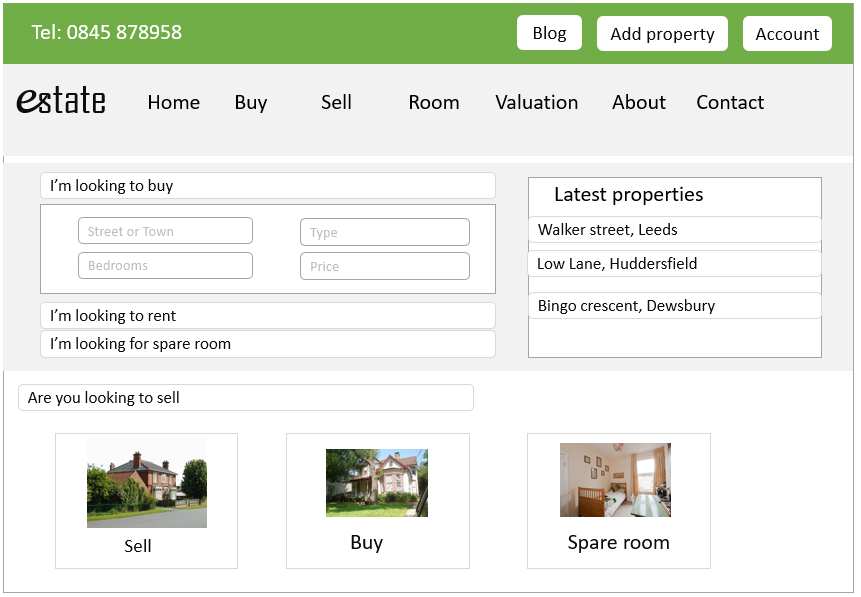 Tel: 0845 878958
Blog
Add property
Account
estate
Home
Buy
Sell
Room
Valuation
About
Contact
I’m looking to buy
Street or Town
Type
Bedrooms
Price
I’m looking to rent
I’m looking for spare room
Latest properties
Walker street, Leeds
Low Lane, Huddersfield
Bingo crescent, Dewsbury
Are you looking to sell
Sell
Buy
Spare room